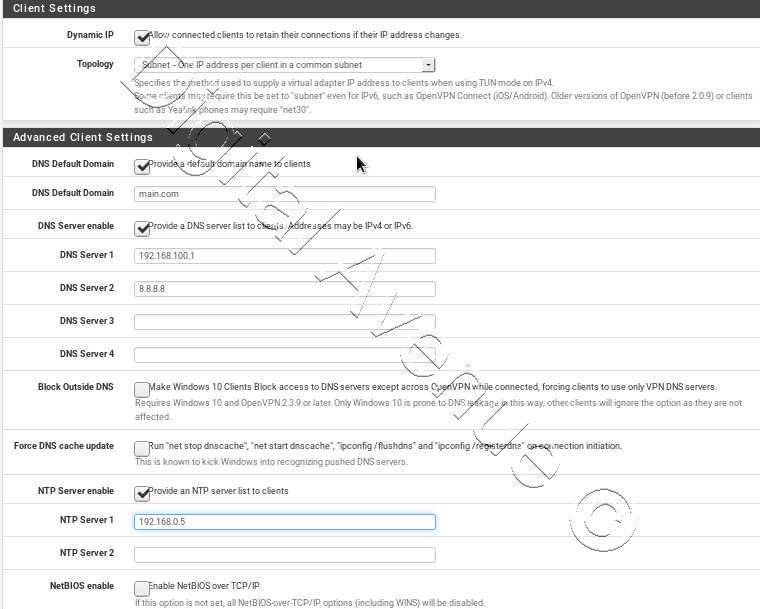 Client Settings
Dynamic IP
Allow connected clients to retain their connections if their IP address changes.
Topology
Subnet – One IP address per client in a common subnet
Specifies the method used to supply a virtual adapter IP address to clients when using TUN mode on IPv4.
Some clients may require this be set to "subnet" even for IPv6, such as OpenVPN Connect (iOS/Android). Older versions of OpenVPN (before 2.0.9) or clients
such as Yealink phones may require "net30".
Advanced Client Settings
DNS Default Domain
Provide a default domain name to clients
DNS Default Domain
main.com
DNS Server enable
Provide a DNS server list to clients. Addresses may be IPv4 or IPv6.
DNS Server 1
192.168.100.1
DNS Server 2
8.8.8.8
DNS Server 3
DNS Server 4
Block Outside DNS
Make Windows 10 Clients Block access to DNS servers except across OpenVPN while connected, forcing clients to use only VPN DNS servers.
Requires Windows 10 and OpenVPN 2.3.9 or later. Only Windows 10 is prone to DNS leakage in this way, other clients will ignore the option as they are not
affected.
Force DNS cache update
Run "net stop dnscache", "net start dnscache", "ipconfig /flushdns" and "ipconfig /registerdns" on connection initiation.
This is known to kick Windows into recognizing pushed DNS servers.
NTP Server enable
Provide an NTP server list to clients
NTP Server 1
192.168.0.5
NTP Server 2
NetBIOS enable
Enable NetBIOS over TCP/IP
If this option is not set, all NetBIOS-over-TCP/IP options (including WINS) will be disabled.